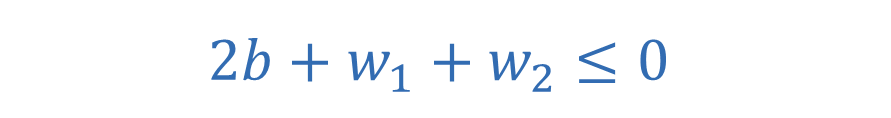 2b + w₁ + w₂ ≤ 0